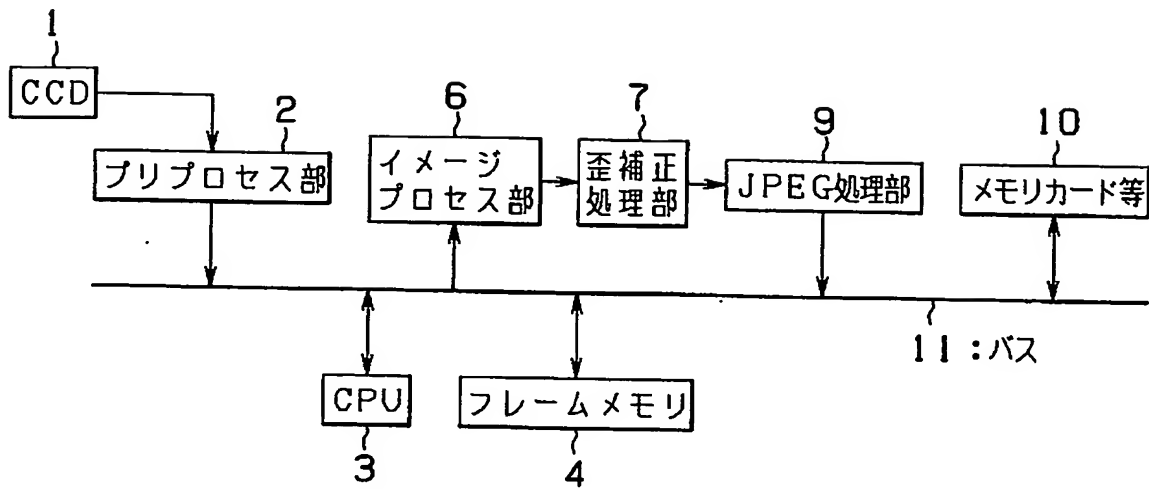 1
CCD
2
プリプロセス部
6
イメージ
プロセス部
7
歪補正
処理部
9
JPEG処理部
10
メモリカード等
11:バス
CPU
3
フレームメモリ
4